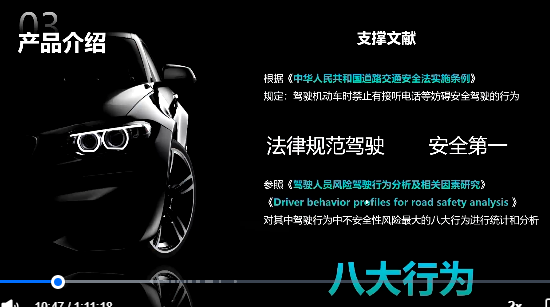 03
产品介绍
支撑文献
根据《中华人民共和国道路交通安全法实施条例》
规定：驾驶机动车时禁止有接听电话等妨碍安全驾驶的行为
法律规范驾驶 安全第一
参照《驾驶人员风险驾驶行为分析及相关因素研究》
《Driver behavior profiles for road safety analysis 》
对其中驾驶行为中不安全性风险最大的八大行为进行统计和分析
八大行为
10:47 / 1:11:18
2x